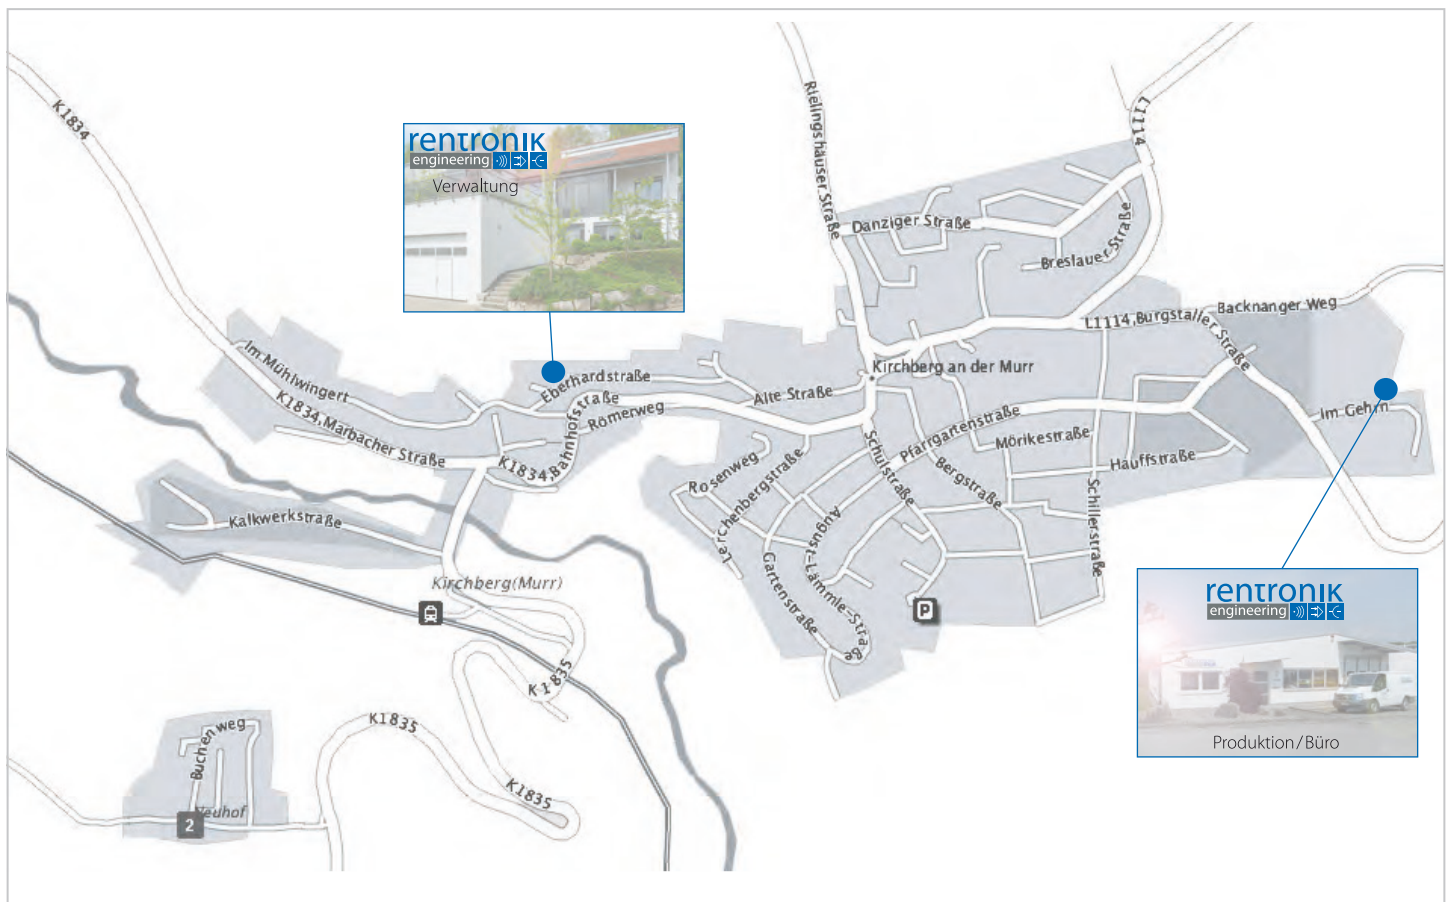 K1834
rentronik
engineering
Verwaltung
Rielingshäuser Straße
L1114
Danziger Straße
Breslauer-Straße
Backnanger Weg
L1114,Burgstaller Straße
Im Mühlwingert
K1834,Marbacher Straße
Eberhardstraße
K1834,Bahnhofstraße
Römerweg
Alte Straße
Kirchberg an der Murr
Pfarrgartenstraße
Mörikestraße
Hauffstraße
Im Gehrn
Schulstraße
Bergstraße
Schillerstraße
Rosenweg
Lerchenbergstraße
Gartenstraße
August-Lämmle-Straße
Kalkwerkstraße
Kirchberg(Murr)
P
K1835
K1835
K1835
Buchenweg
Neuhof
2
rentronik
engineering
Produktion/Büro